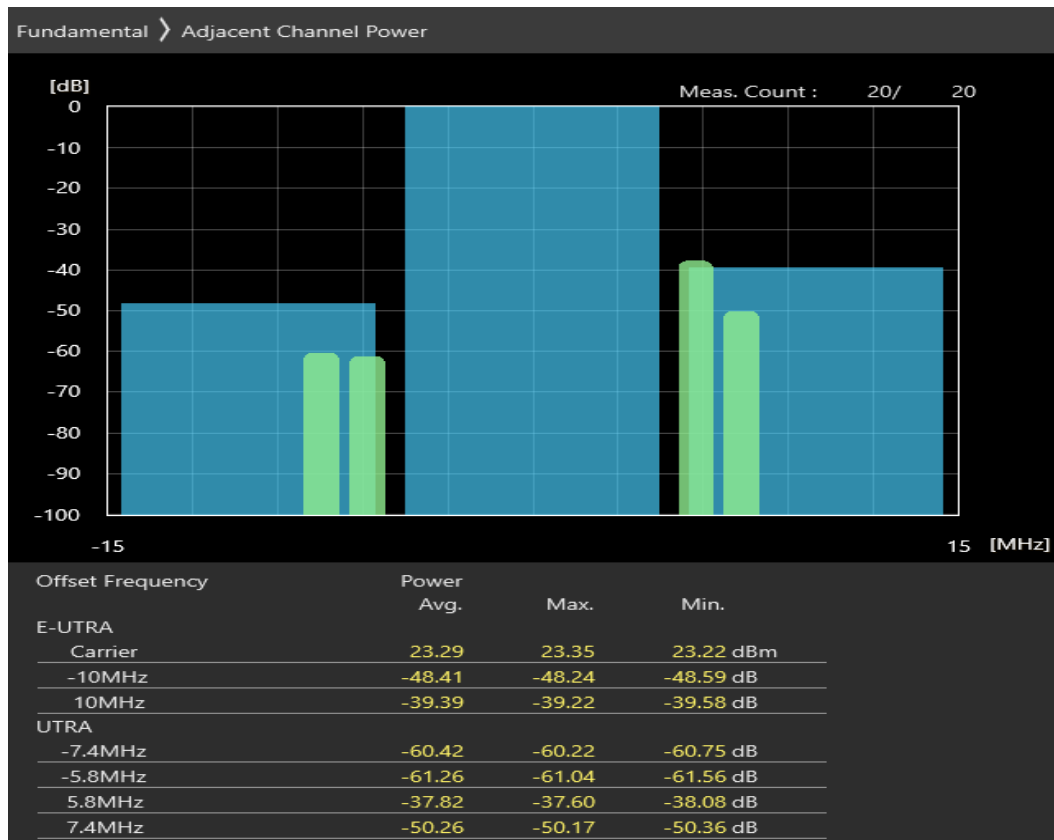 Fundamental 〉 Adjacent Channel Power
[dB]
Meas. Count : 20/ 20
0
-10
-20
-30
-40
-50
-60
-70
-80
-90
-100
-15 15 [MHz]
Offset Frequency Power
Avg. Max. Min.
E-UTRA
Carrier 23.29 23.35 23.22 dBm
-10MHz -48.41 -48.24 -48.59 dB
10MHz -39.39 -39.22 -39.58 dB
UTRA
-7.4MHz -60.42 -60.22 -60.75 dB
-5.8MHz -61.26 -61.04 -61.56 dB
5.8MHz -37.82 -37.60 -38.08 dB
7.4MHz -50.26 -50.17 -50.36 dB